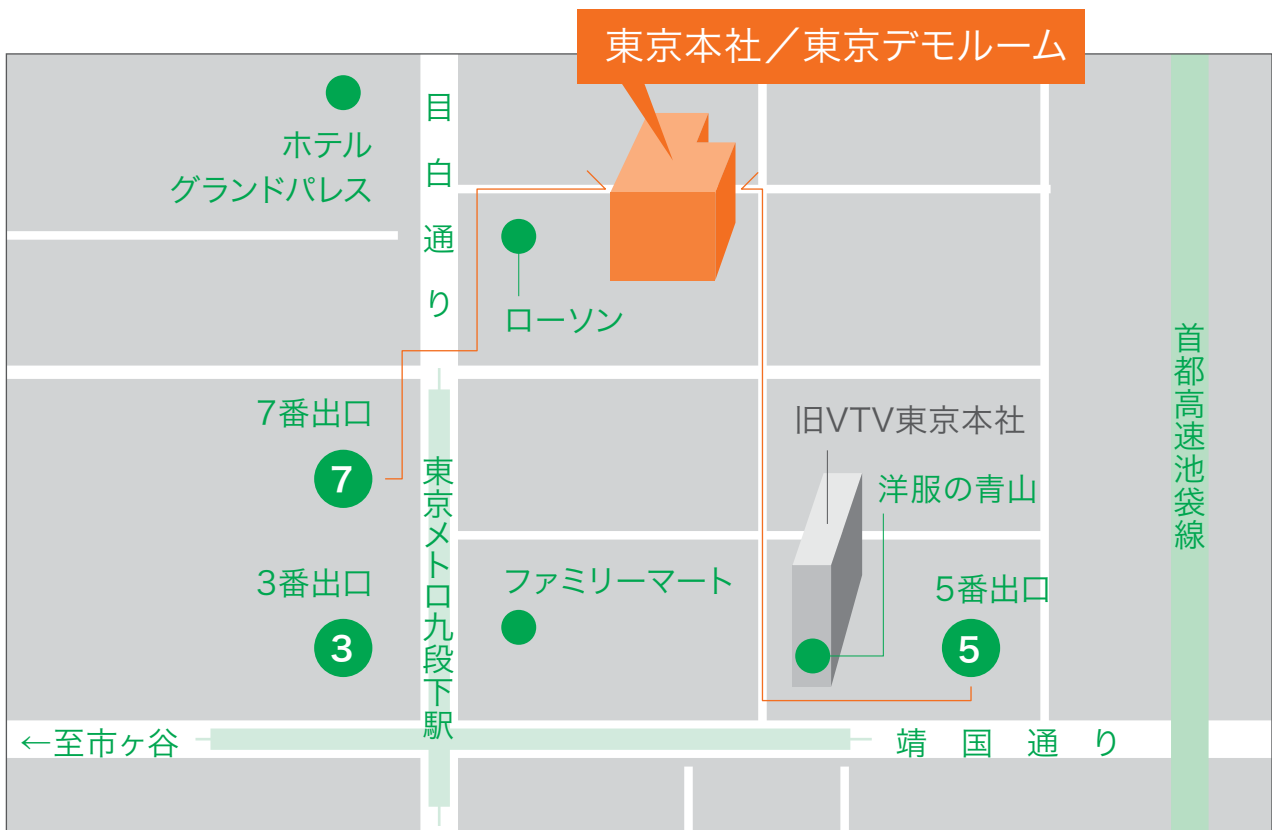 東京本社／東京デモルーム
ホテル
グランドパレス
目白通り
ローソン
首都高速池袋線
7番出口
7
旧VTV東京本社
洋服の青山
東京メトロ九段下駅
3番出口
3
ファミリーマート
5番出口
5
←至市ヶ谷
靖国通り